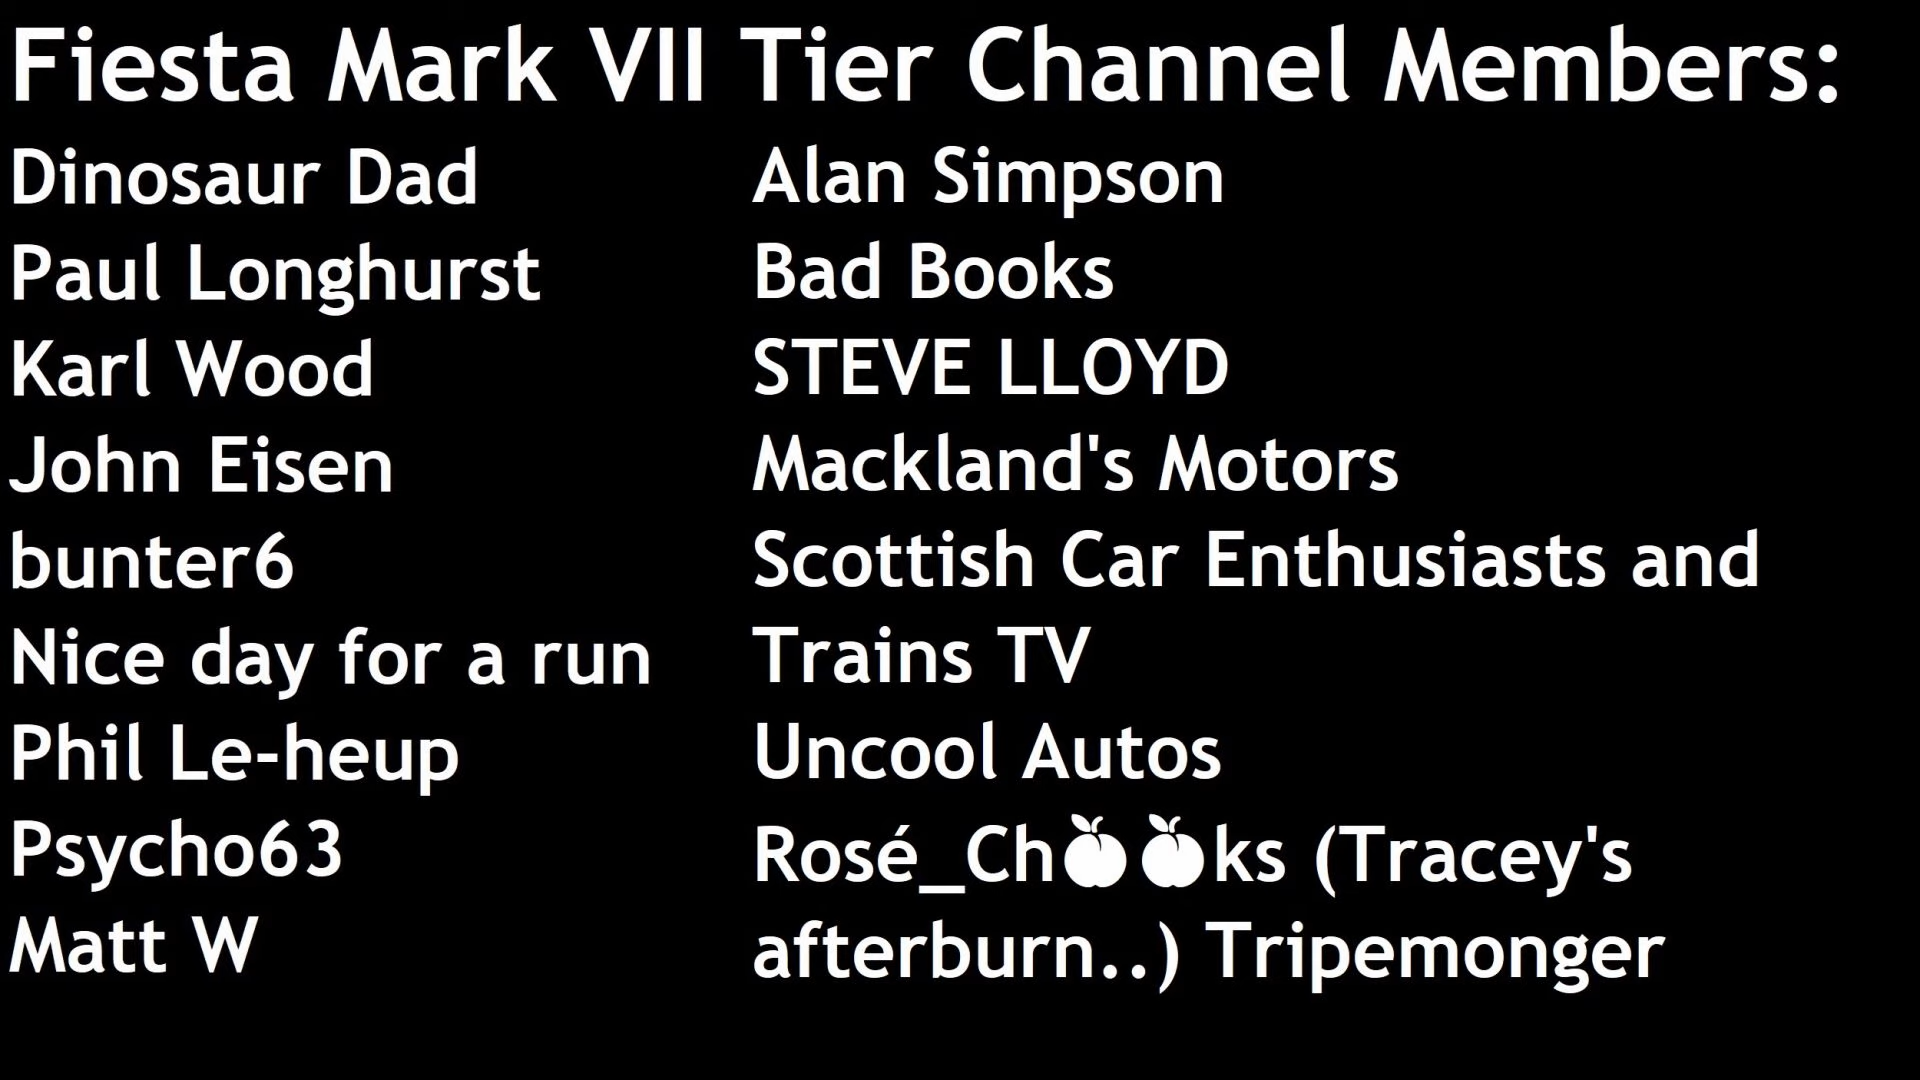 Fiesta Mark VII Tier Channel Members:
Dinosaur Dad
Paul Longhurst
Karl Wood
John Eisen
bunter6
Nice day for a run
Phil Le-heup
Psycho63
Matt W
Alan Simpson
Bad Books
STEVE LLOYD
Mackland's Motors
Scottish Car Enthusiasts and
Trains TV
Uncool Autos
Rosé_Ch🍑🍑ks (Tracey's
afterburn..) Tripemonger